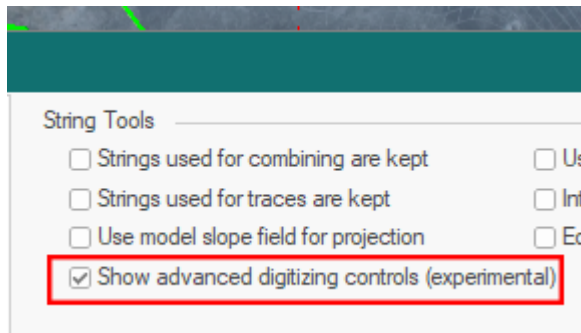 String Tools
Strings used for combining are kept
Strings used for traces are kept
Use model slope field for projection
Show advanced digitizing controls (experimental)